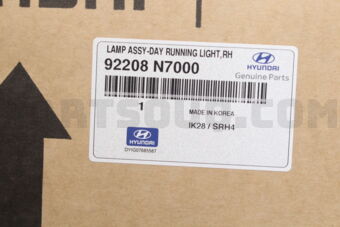 LAMP ASSY-DAY RUNNING LIGHT,RH
92208 N7000
HYUNDAI
Genuine Parts
1
MADE IN KOREA
IK28 / SRH4
HYUNDAI